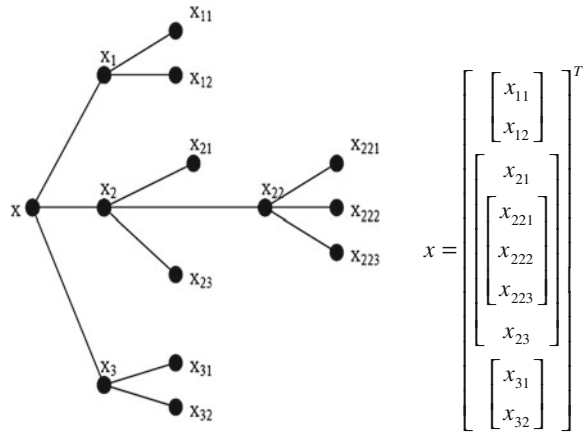 x₁₁
x₁
x₁₂
x₂₁
x₂₂₁
x₂
x₂₂
x
x₂₂₂
x₂₂₃
x₂₃
x₃
x₃₁
x₃₂
x =
x₁₁
x₁₂
x₂₁
x₂₂₁
x₂₂₂
x₂₂₃
x₂₃
x₃₁
x₃₂
T